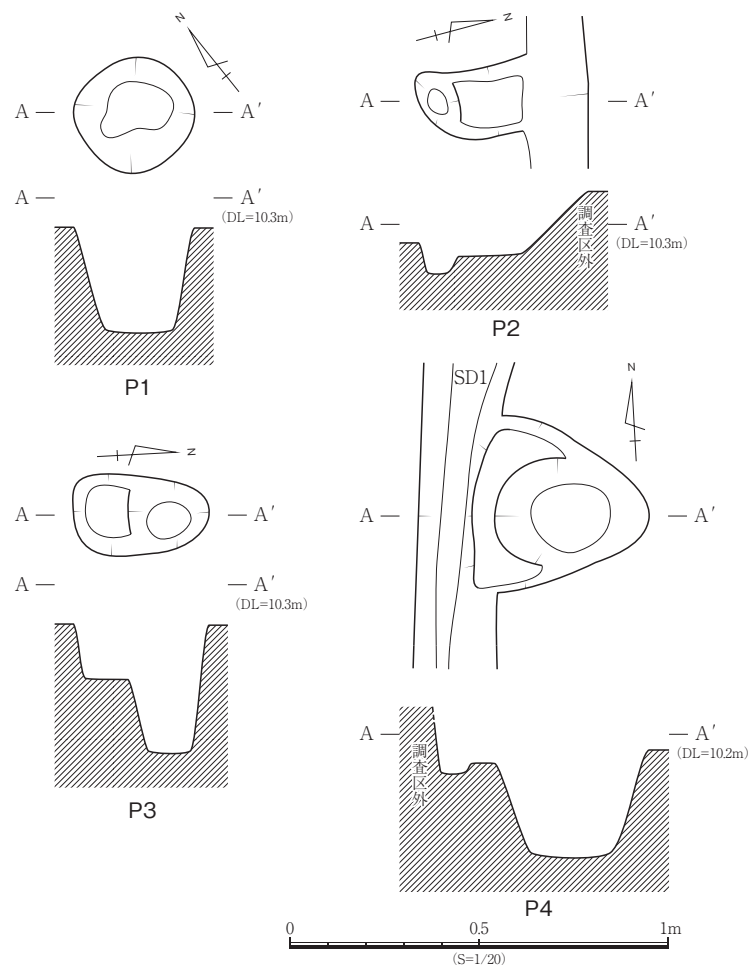 N
A A′
A A′
(DL=10.3m)
P1
N
A A′
A A′
(DL=10.3m)
調査区外
P2
N
A A′
A A′
(DL=10.3m)
P3
SD1
N
A A′
A A′
(DL=10.2m)
調査区外
P4
0 0.5 1m
(S=1/20)